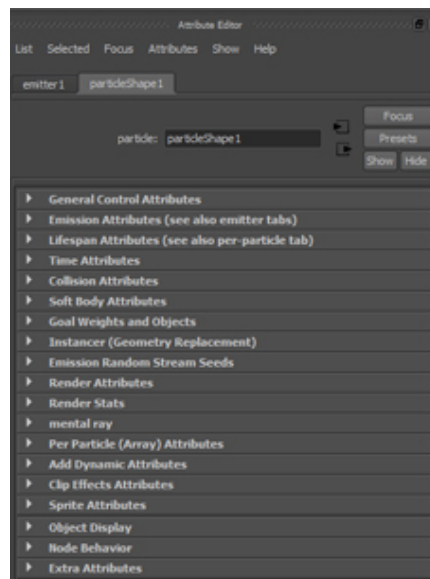 Attribute Editor
List Selected Focus Attributes Show Help
emitter1 particleShape1
Focus
particle: particleShape1 Presets
Show Hide
General Control Attributes
Emission Attributes (see also emitter tabs)
Lifespan Attributes (see also per-particle tab)
Time Attributes
Collision Attributes
Soft Body Attributes
Goal Weights and Objects
Instancer (Geometry Replacement)
Emission Random Stream Seeds
Render Attributes
Render Stats
mental ray
Per Particle (Array) Attributes
Add Dynamic Attributes
Clip Effects Attributes
Sprite Attributes
Object Display
Node Behavior
Extra Attributes